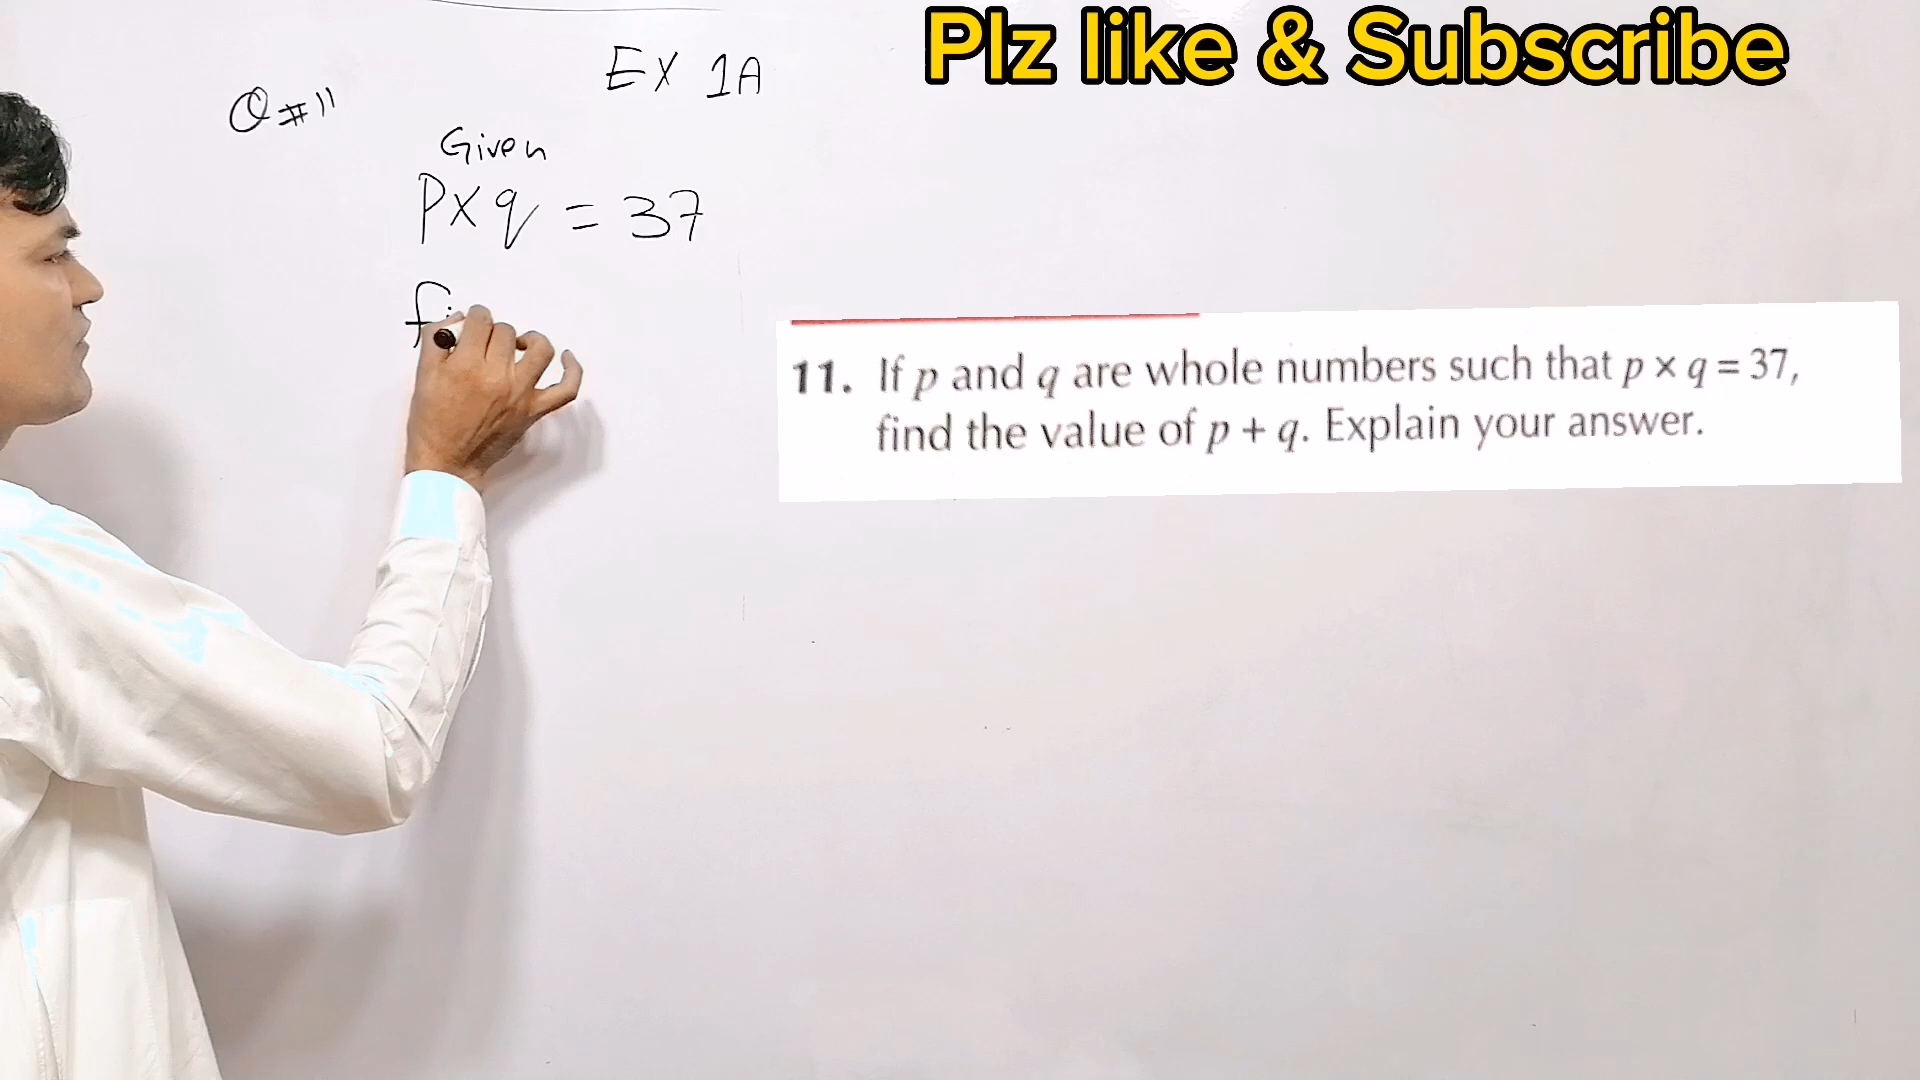 Plz like & Subscribe
EX 1A
Q#11
Given
p×q = 37
fi
11. If p and q are whole numbers such that p × q = 37,
find the value of p + q. Explain your answer.